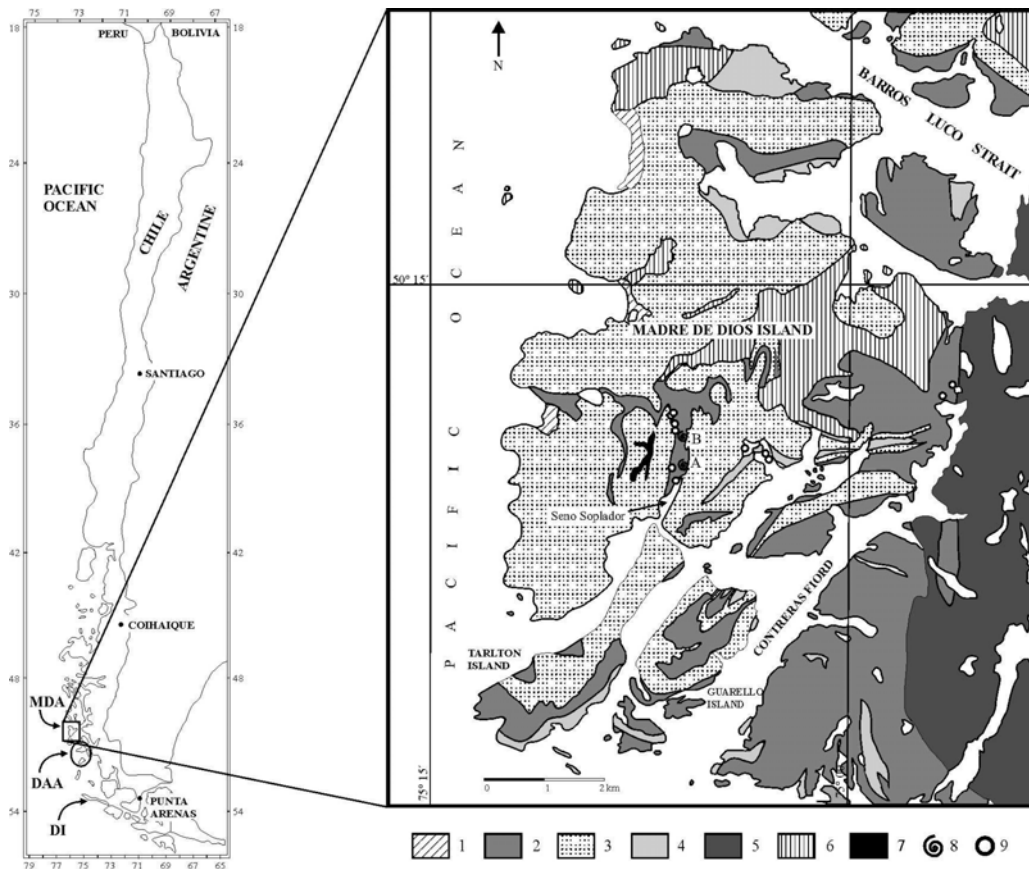 75 73 71 69 67
18
PERU
BOLIVIA
18
24
24
PACIFIC
OCEAN
CHILE
ARGENTINE
30
30
SANTIAGO
36
36
42
42
COIHAIQUE
48
48
MDA
DAA
DI
PUNTA
ARENAS
54
54
79 77 75 73 71 69 67 65
N
BARROS
LUCO
STRAIT
PACIFIC OCEAN
50° 15´
MADRE DE DIOS ISLAND
B
A
Seno Soplador
CONTRERAS FIORD
TARLTON
ISLAND
GUARELLO
ISLAND
75° 15´
0 1 2 km
1 2 3 4 5 6 7 8 9